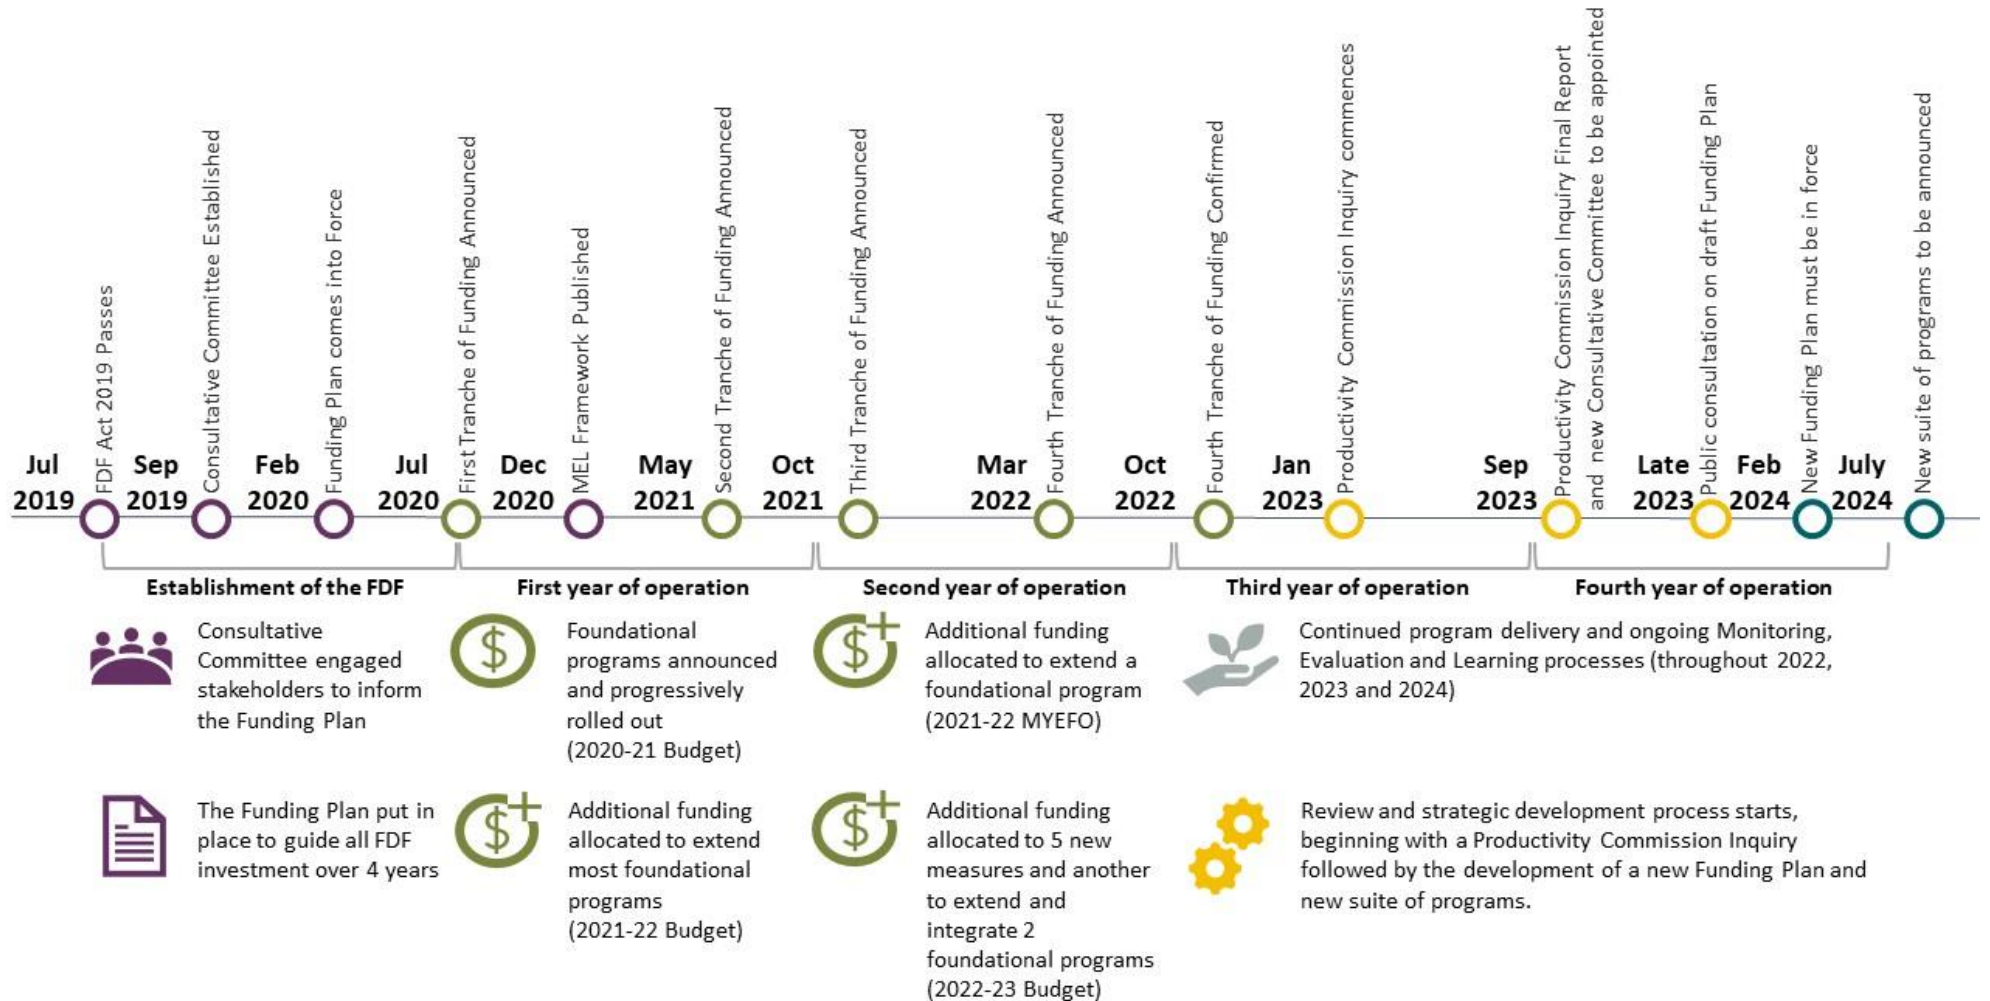 Jul
2019
FDF Act 2019 Passes
Sep
2019
Consultative Committee Established
Feb
2020
Funding Plan comes into Force
Jul
2020
First Tranche of Funding Announced
Dec
2020
MEL Framework Published
May
2021
Second Tranche of Funding Announced
Oct
2021
Third Tranche of Funding Announced
Mar
2022
Fourth Tranche of Funding Announced
Oct
2022
Fourth Tranche of Funding Confirmed
Jan
2023
Productivity Commission Inquiry commences
Sep
2023
Productivity Commission Inquiry Final Report
and new Consultative Committee to be appointed
Late
2023
Public consultation on draft Funding Plan
Feb
2024
New Funding Plan must be in force
July
2024
New suite of programs to be announced
Establishment of the FDF
Consultative
Committee engaged
stakeholders to inform
the Funding Plan
The Funding Plan put in
place to guide all FDF
investment over 4 years
First year of operation
$
Foundational
programs announced
and progressively
rolled out
(2020-21 Budget)
$+
Additional funding
allocated to extend
most foundational
programs
(2021-22 Budget)
Second year of operation
$+
Additional funding
allocated to extend a
foundational program
(2021-22 MYEFO)
$+
Additional funding
allocated to 5 new
measures and another
to extend and
integrate 2
foundational programs
(2022-23 Budget)
Third year of operation
Fourth year of operation
Continued program delivery and ongoing Monitoring,
Evaluation and Learning processes (throughout 2022,
2023 and 2024)
Review and strategic development process starts,
beginning with a Productivity Commission Inquiry
followed by the development of a new Funding Plan and
new suite of programs.